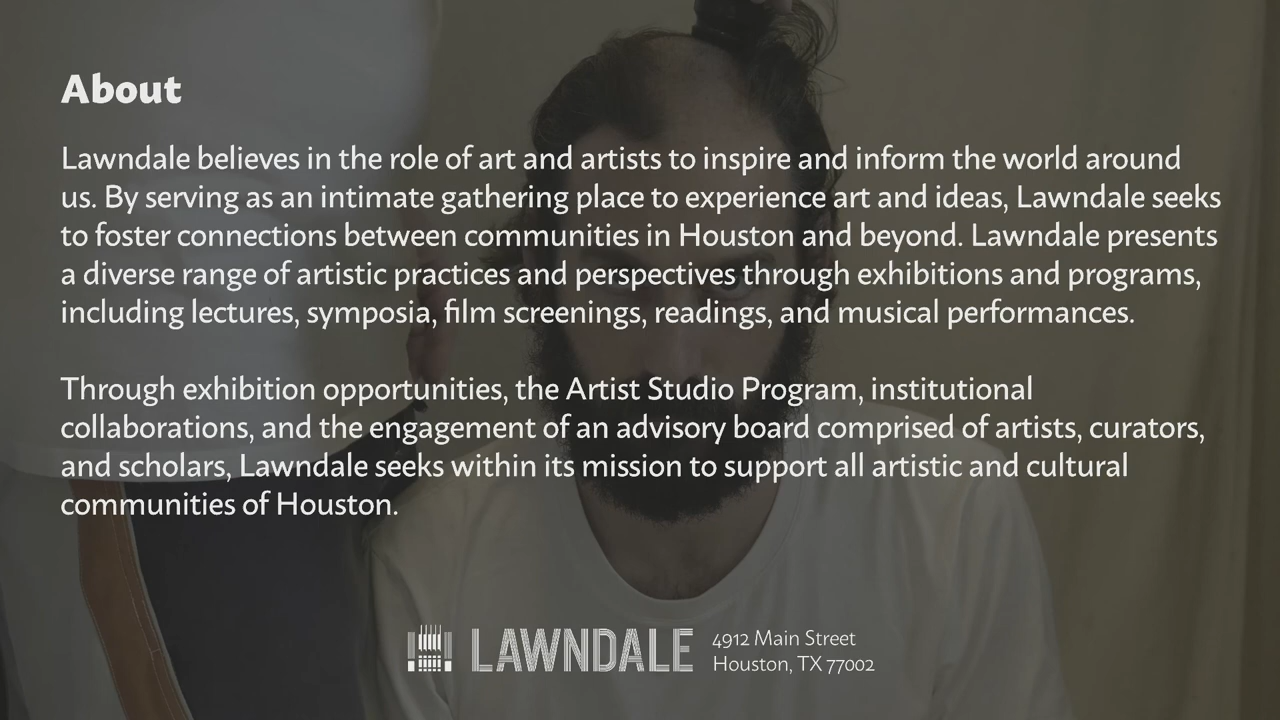 About
Lawndale believes in the role of art and artists to inspire and inform the world around
us. By serving as an intimate gathering place to experience art and ideas, Lawndale seeks
to foster connections between communities in Houston and beyond. Lawndale presents
a diverse range of artistic practices and perspectives through exhibitions and programs,
including lectures, symposia, film screenings, readings, and musical performances.
Through exhibition opportunities, the Artist Studio Program, institutional
collaborations, and the engagement of an advisory board comprised of artists, curators,
and scholars, Lawndale seeks within its mission to support all artistic and cultural
communities of Houston.
LAWNDALE
4912 Main Street
Houston, TX 77002